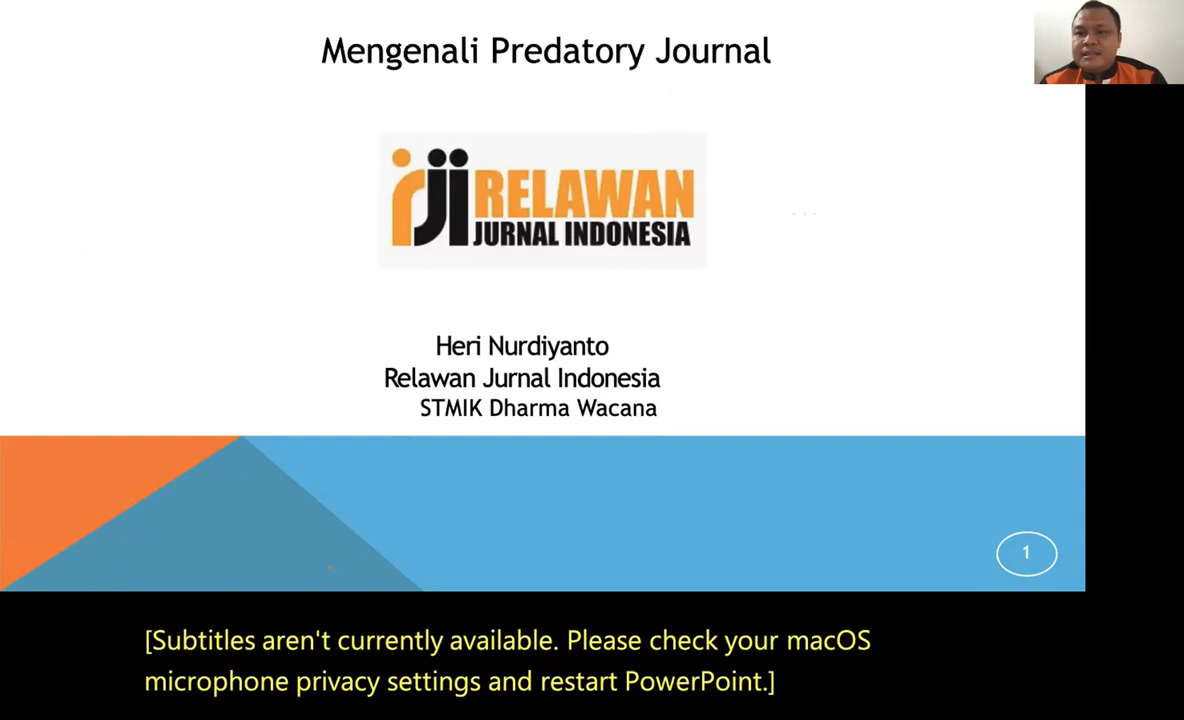 Mengenali Predatory Journal
rji RELAWAN
JURNAL INDONESIA
Heri Nurdiyanto
Relawan Jurnal Indonesia
STMIK Dharma Wacana
1
[Subtitles aren't currently available. Please check your macOS
microphone privacy settings and restart PowerPoint.]